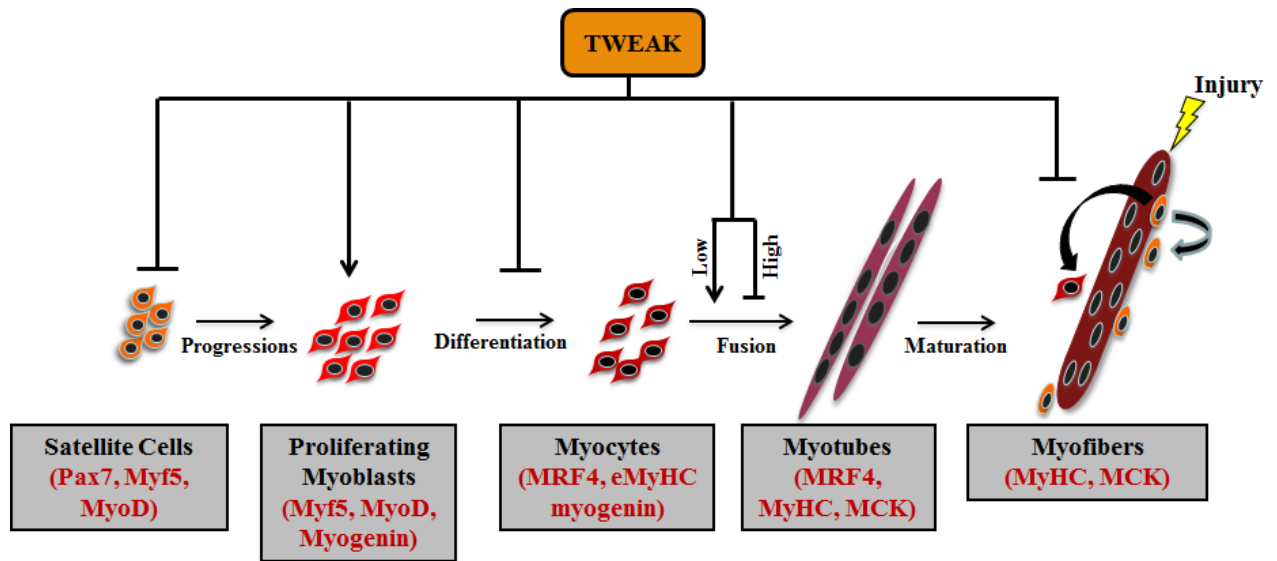 TWEAK
Injury
Low
High
Progressions
Differentiation
Fusion
Maturation
Satellite Cells
(Pax7, Myf5,
MyoD)
Proliferating
Myoblasts
(Myf5, MyoD,
Myogenin)
Myocytes
(MRF4, eMyHC
myogenin)
Myotubes
(MRF4,
MyHC, MCK)
Myofibers
(MyHC, MCK)